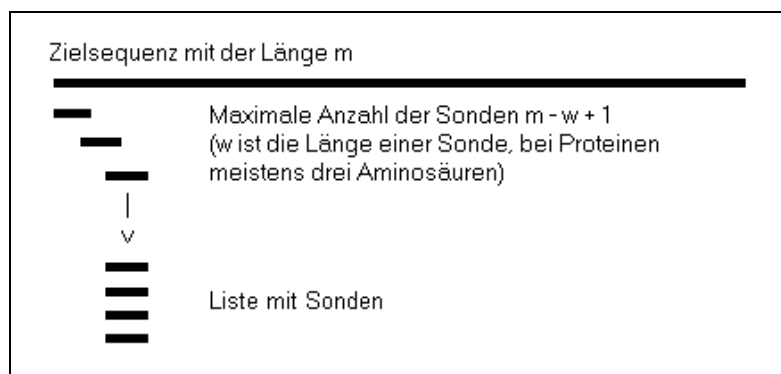 Zielsequenz mit der Länge m
Maximale Anzahl der Sonden m - w + 1
(w ist die Länge einer Sonde, bei Proteinen
meistens drei Aminosäuren)
Liste mit Sonden